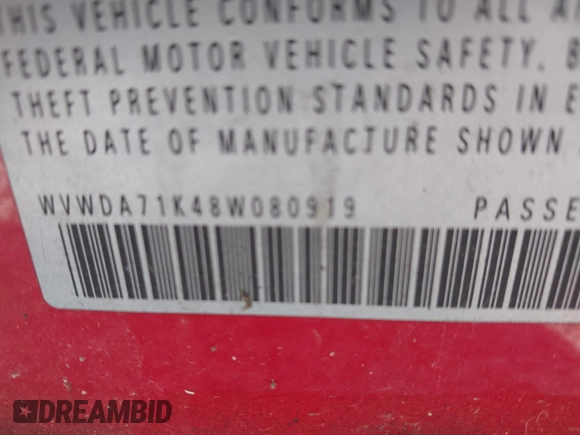 THIS VEHICLE CONFORMS TO ALL
FEDERAL MOTOR VEHICLE SAFETY, B
THEFT PREVENTION STANDARDS IN E
THE DATE OF MANUFACTURE SHOWN
WVWDA71K48W080919 PASSE
DREAMBID